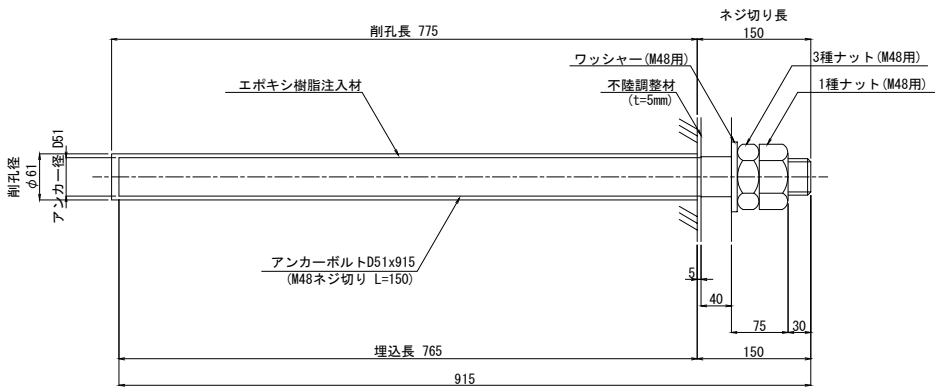 ネジ切り長
削孔長 775
150
ワッシャー(M48用)
3種ナット(M48用)
エポキシ樹脂注入材
不陸調整材
(t=5mm)
1種ナット(M48用)
削孔径
φ61
アンカー径 D51
アンカーボルトD51x915
(M48ネジ切り L=150)
5
40
75
30
埋込長 765
150
915